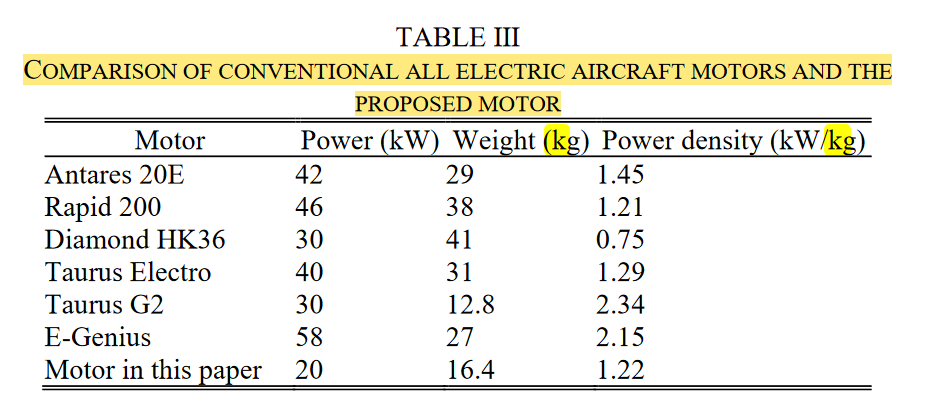 TABLE III
COMPARISON OF CONVENTIONAL ALL ELECTRIC AIRCRAFT MOTORS AND THE
PROPOSED MOTOR
Motor Power (kW) Weight (kg) Power density (kW/kg)
Antares 20E 42 29 1.45
Rapid 200 46 38 1.21
Diamond HK36 30 41 0.75
Taurus Electro 40 31 1.29
Taurus G2 30 12.8 2.34
E-Genius 58 27 2.15
Motor in this paper 20 16.4 1.22